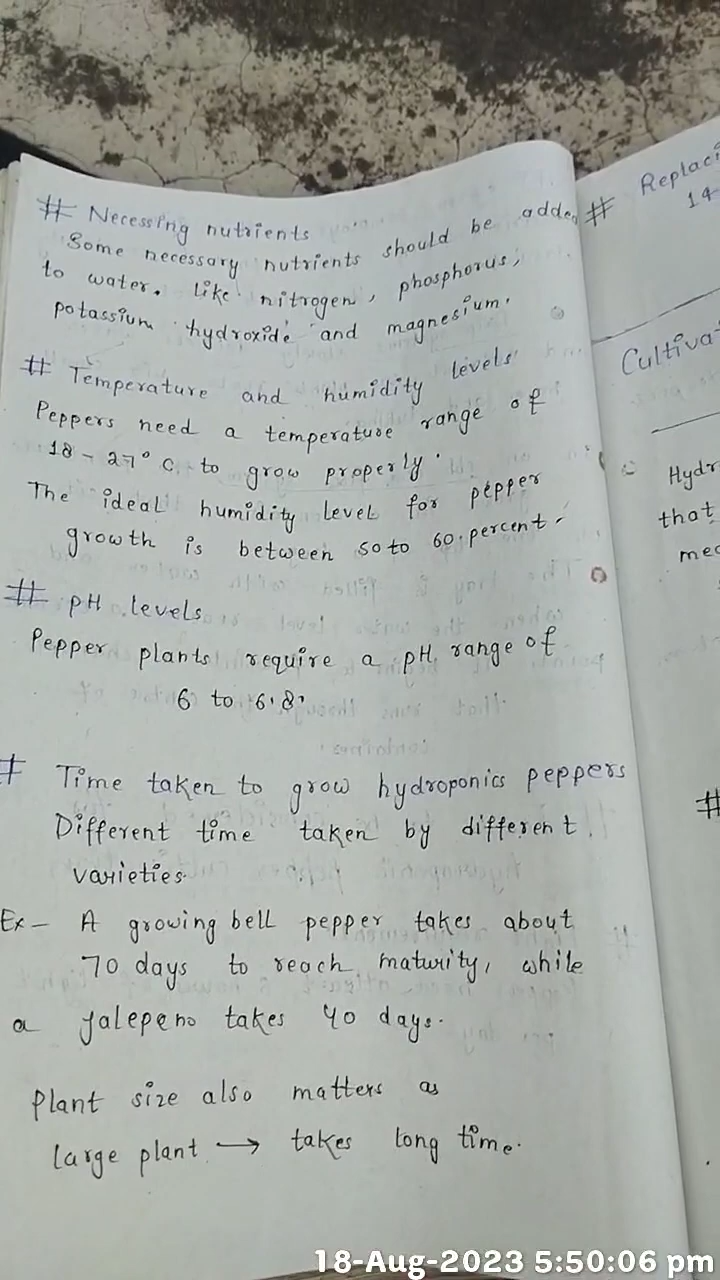 # Necessing nutrients
Some necessary nutrients should be added
to water. like nitrogen, phosphorus,
potassium hydroxide and magnesium.
# Temperature and humidity levels
Peppers need a temperature range of
18 - 27° C to grow properly.
The ideal humidity level for pepper
growth is between 50 to 60 percent.
# pH levels
Pepper plants require a pH range of
6 to 6.8.
# Time taken to grow hydroponics peppers
Different time taken by different
varieties
Ex - A growing bell pepper takes about
70 days to reach maturity, while
a jalepeno takes 40 days.
Plant size also matters as
large plant → takes long time.
# Replaci
14
Cultiva
Hydr
that
med
#
18-Aug-2023 5:50:06 pm